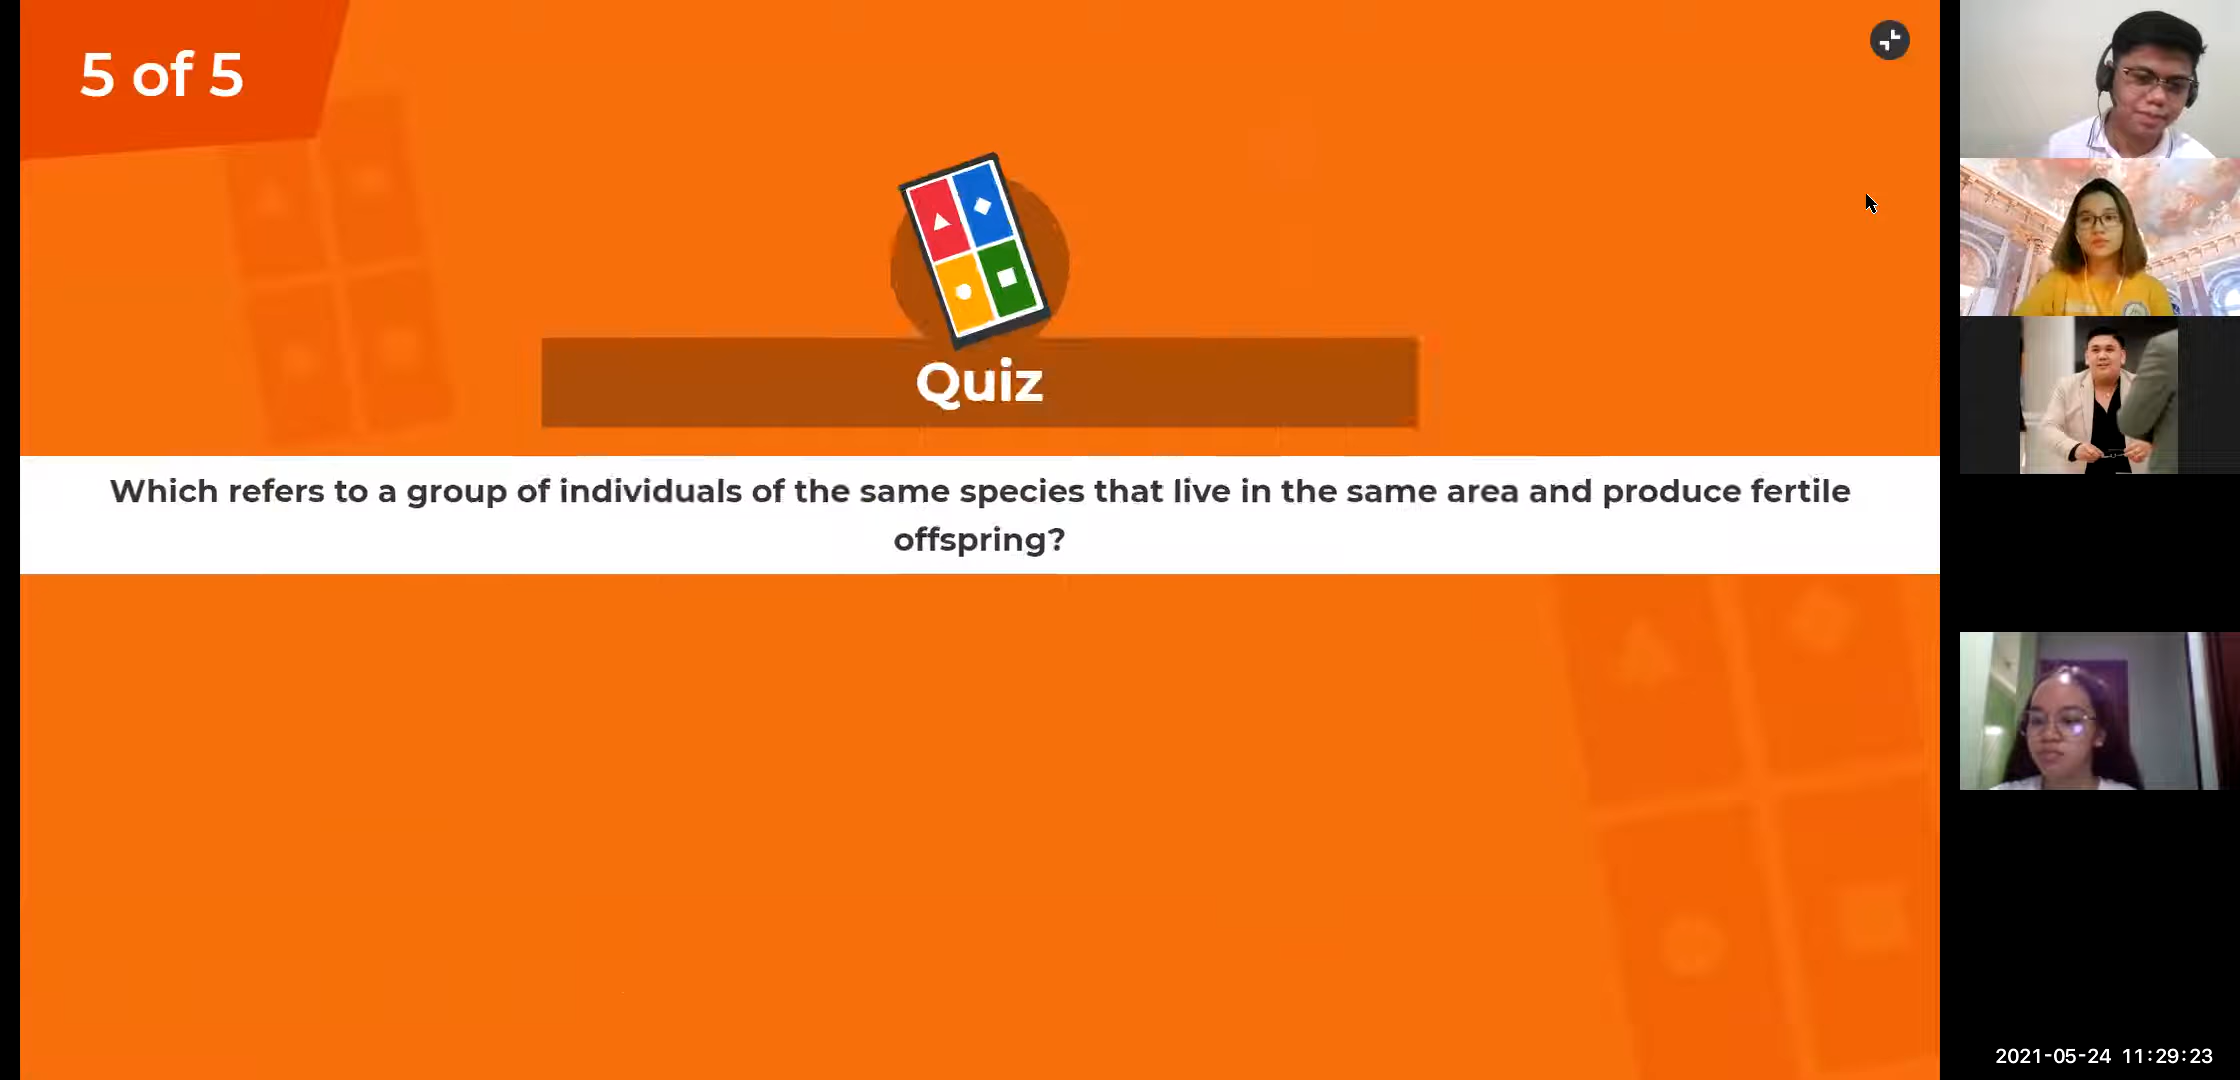 5 of 5
Quiz
Which refers to a group of individuals of the same species that live in the same area and produce fertile
offspring?
2021-05-24 11:29:23